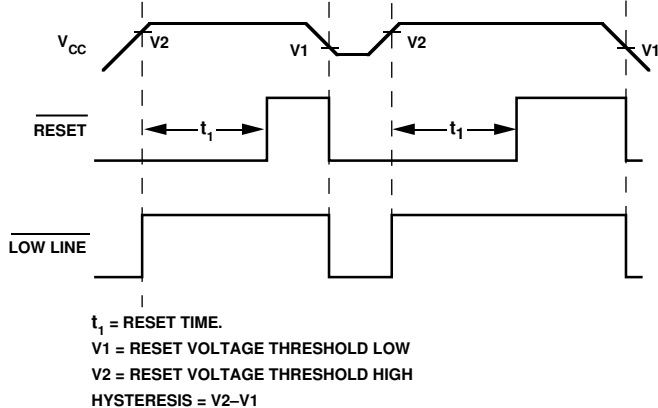 V2 V2
VCC V1 V1
RESET t1 t1
LOW LINE
t1 = RESET TIME.
V1 = RESET VOLTAGE THRESHOLD LOW
V2 = RESET VOLTAGE THRESHOLD HIGH
HYSTERESIS = V2–V1